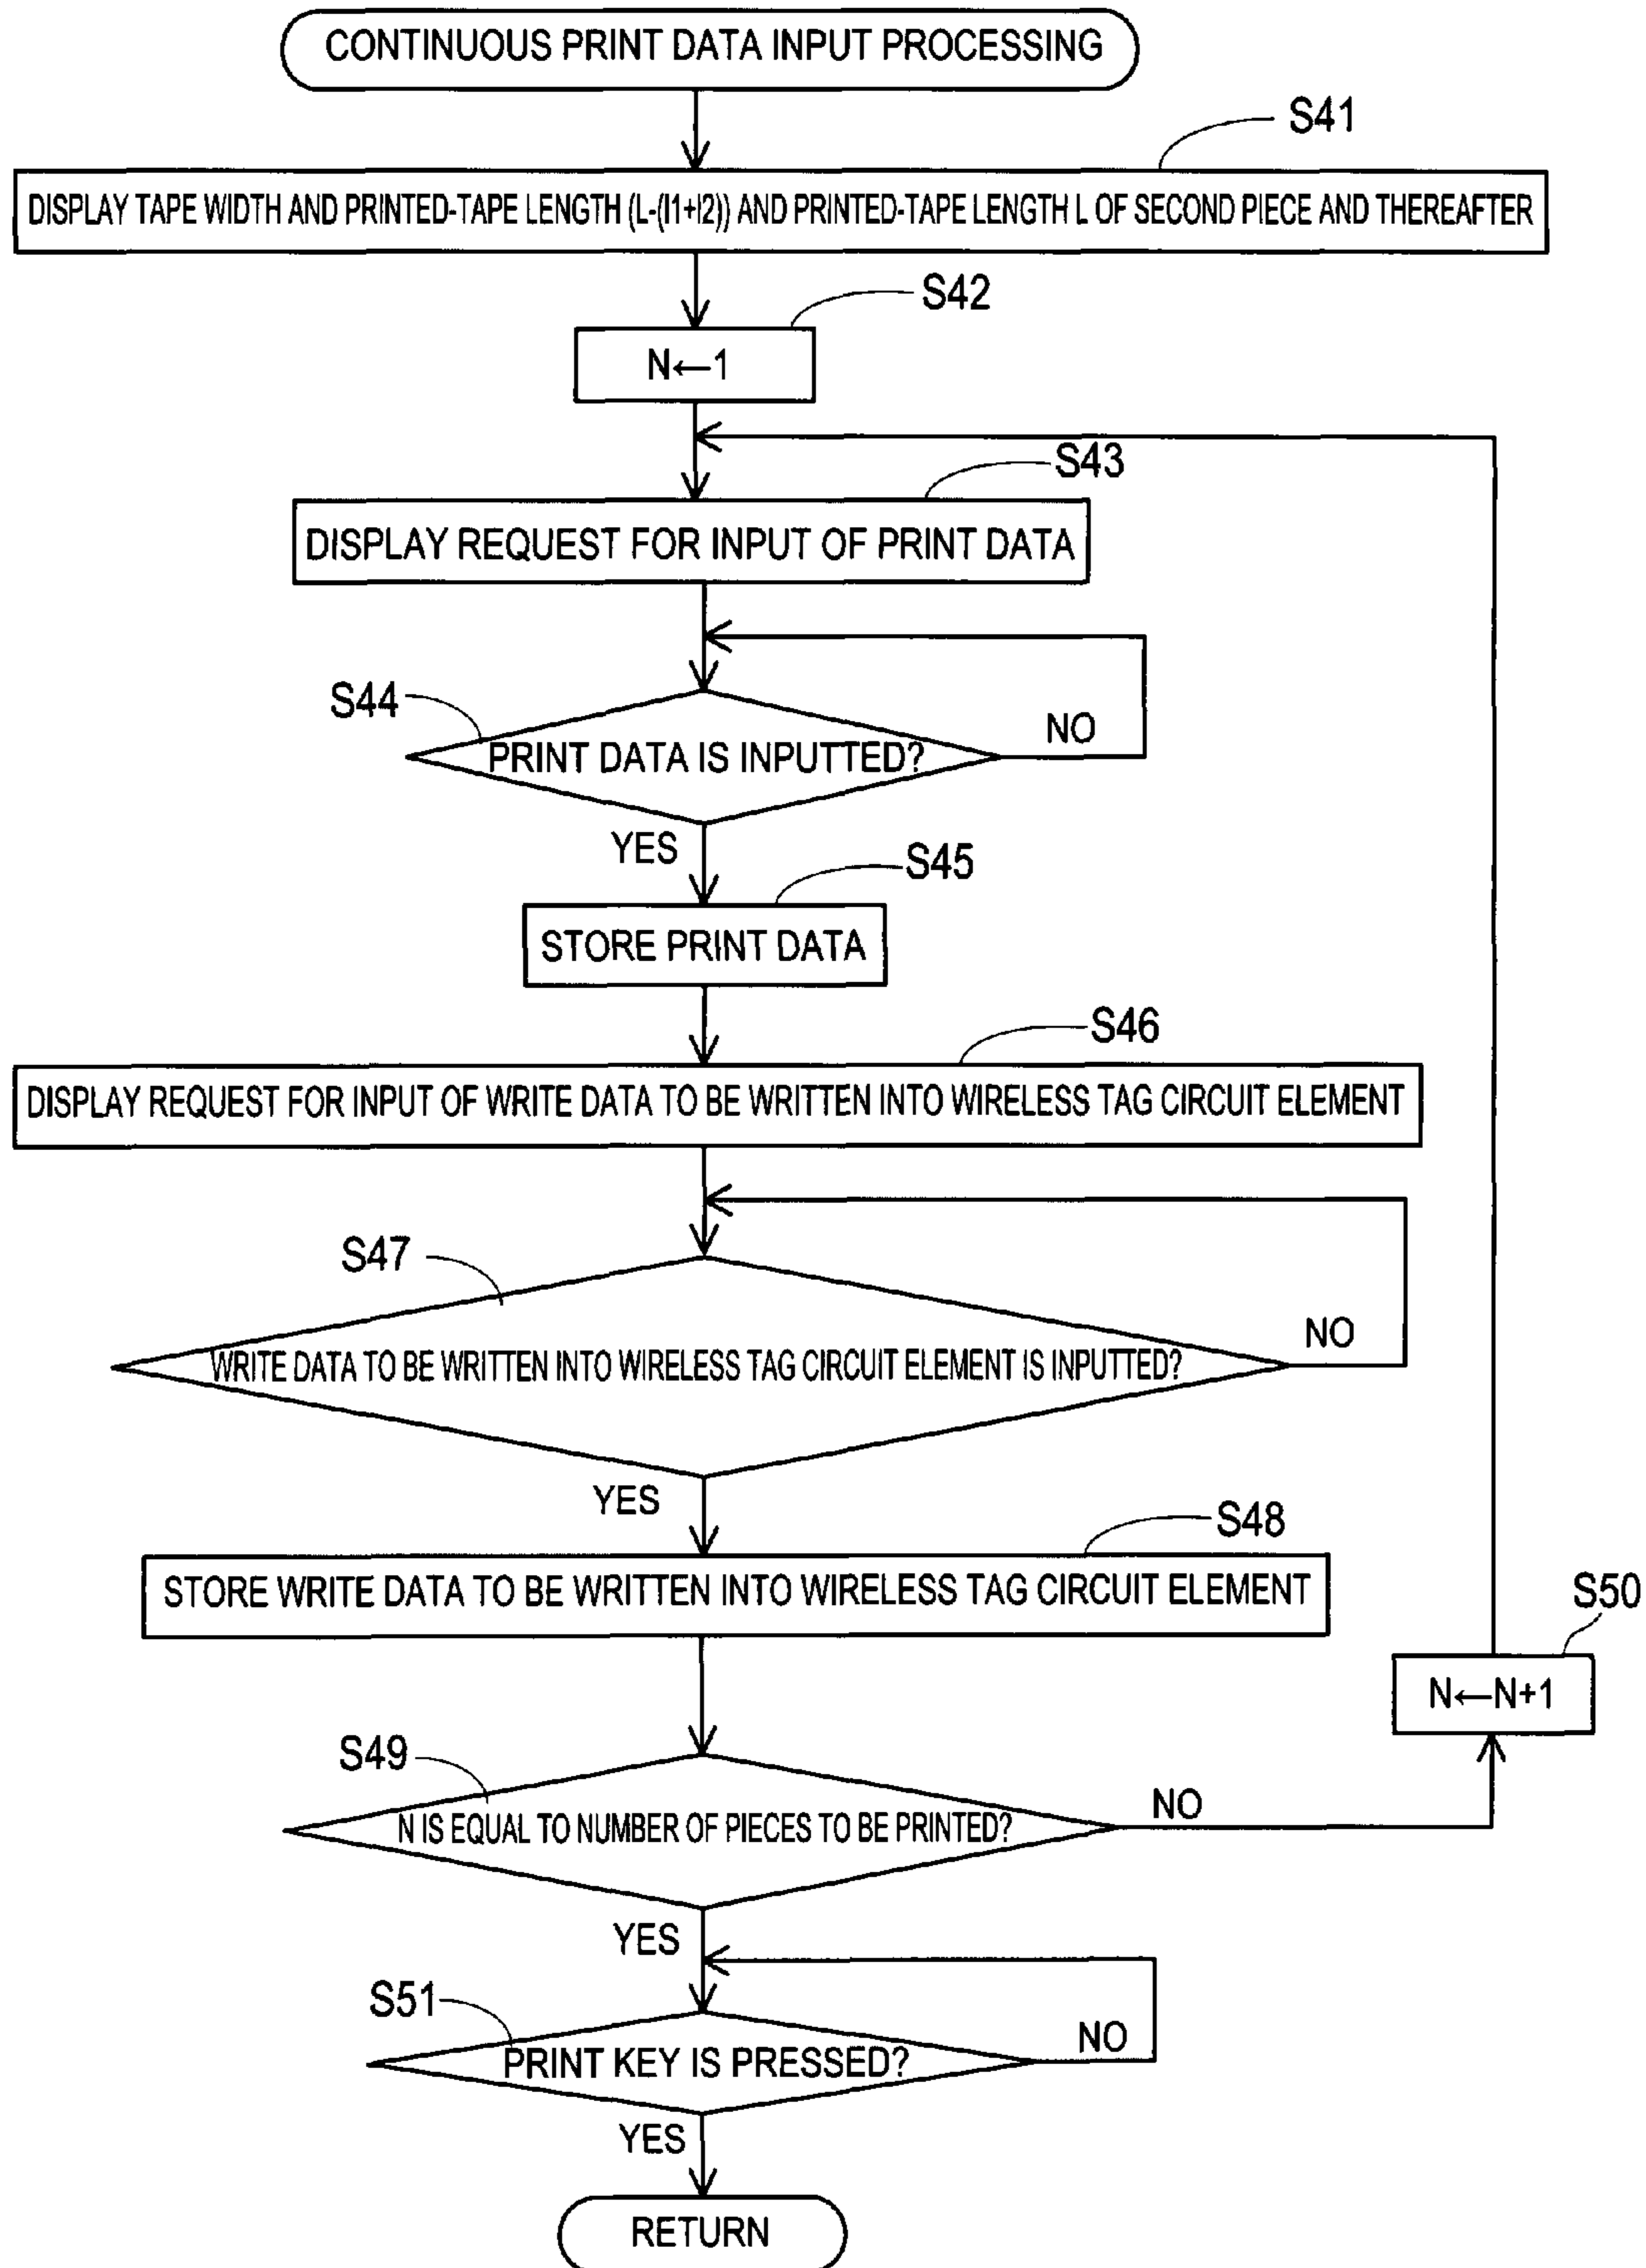 CONTINUOUS PRINT DATA INPUT PROCESSING
S41
DISPLAY TAPE WIDTH AND PRINTED-TAPE LENGTH (L-(l1+l2)) AND PRINTED-TAPE LENGTH L OF SECOND PIECE AND THEREAFTER
S42
N←1
S43
DISPLAY REQUEST FOR INPUT OF PRINT DATA
S44
NO
PRINT DATA IS INPUTTED?
YES
S45
STORE PRINT DATA
S46
DISPLAY REQUEST FOR INPUT OF WRITE DATA TO BE WRITTEN INTO WIRELESS TAG CIRCUIT ELEMENT
S47
NO
WRITE DATA TO BE WRITTEN INTO WIRELESS TAG CIRCUIT ELEMENT IS INPUTTED?
YES
S48
STORE WRITE DATA TO BE WRITTEN INTO WIRELESS TAG CIRCUIT ELEMENT
S50
N←N+1
S49
NO
N IS EQUAL TO NUMBER OF PIECES TO BE PRINTED?
YES
S51
NO
PRINT KEY IS PRESSED?
YES
RETURN